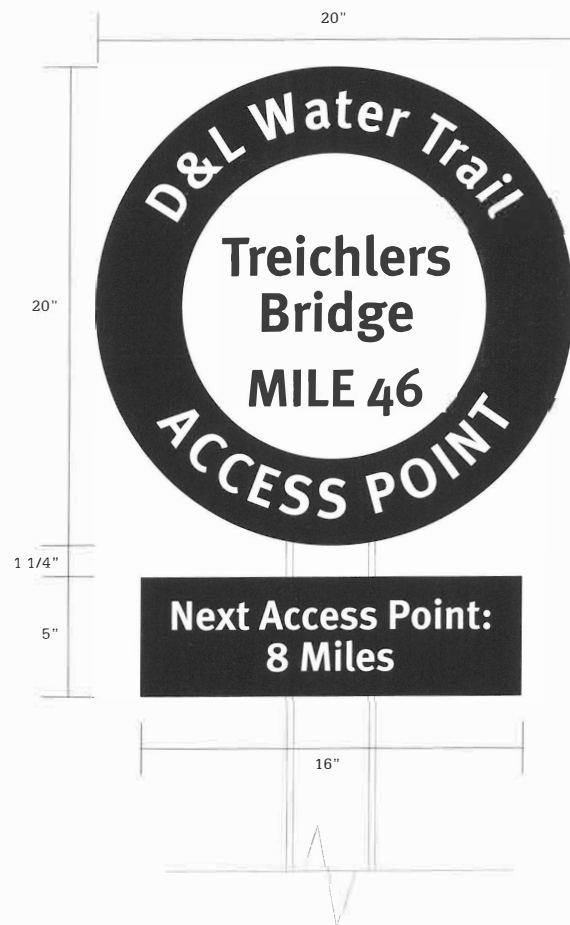 20”
D&L Water Trail
Treichlers
Bridge
MILE 46
20”
ACCESS POINT
1 1/4”
Next Access Point:
8 Miles
5”
16”